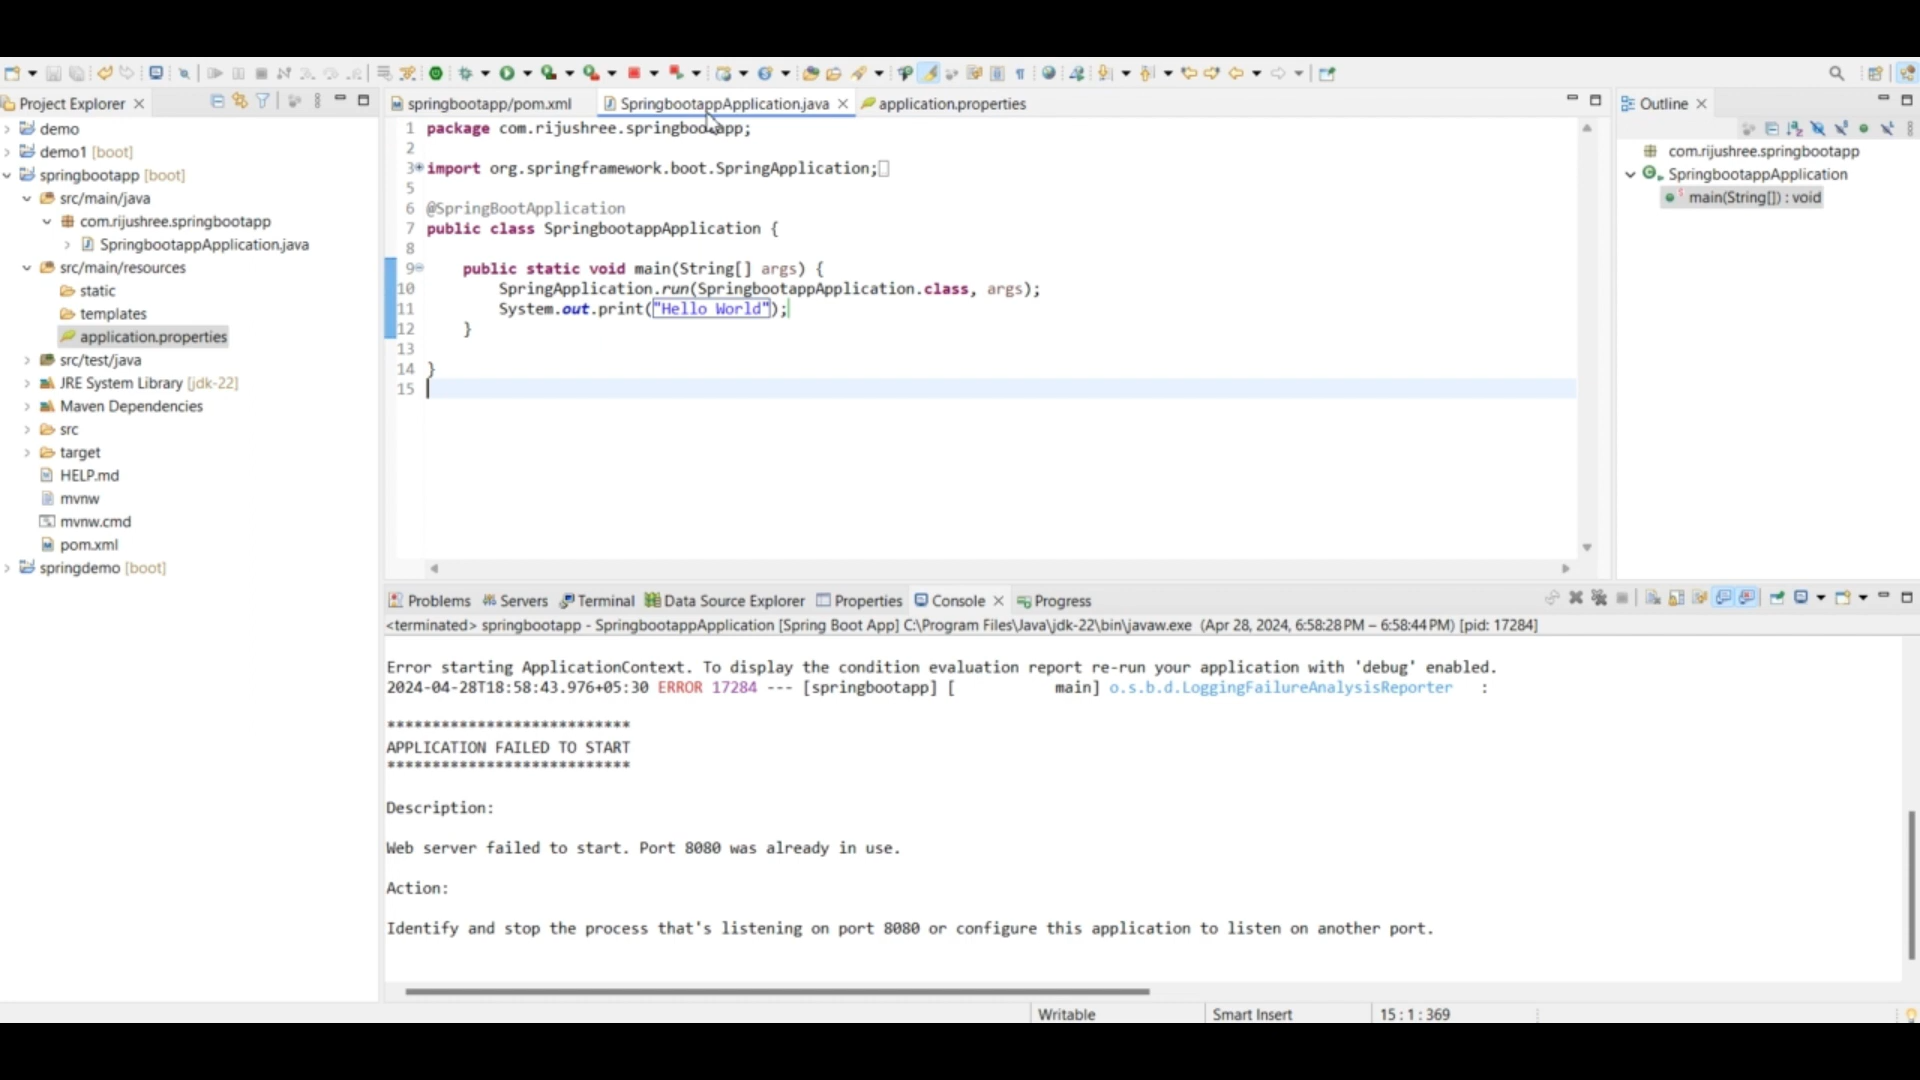 Project Explorer
demo
demo1 [boot]
springbootapp [boot]
src/main/java
com.rijushree.springbootapp
SpringbootappApplication.java
src/main/resources
static
templates
application.properties
src/test/java
JRE System Library [jdk-22]
Maven Dependencies
src
target
HELP.md
mvnw
mvnw.cmd
pom.xml
springdemo [boot]
springbootapp/pom.xml SpringbootappApplication.java application.properties
1 package com.rijushree.springbootapp;
2
3 import org.springframework.boot.SpringApplication;
5
6 @SpringBootApplication
7 public class SpringbootappApplication {
8
9 public static void main(String[] args) {
10 SpringApplication.run(SpringbootappApplication.class, args);
11 System.out.print("Hello World");
12 }
13
14 }
15
Outline
com.rijushree.springbootapp
SpringbootappApplication
main(String[]) : void
Problems Servers Terminal Data Source Explorer Properties Console Progress
<terminated> springbootapp - SpringbootappApplication [Spring Boot App] C:\Program Files\Java\jdk-22\bin\javaw.exe (Apr 28, 2024, 6:58:28 PM – 6:58:44 PM) [pid: 17284]
Error starting ApplicationContext. To display the condition evaluation report re-run your application with 'debug' enabled.
2024-04-28T18:58:43.976+05:30 ERROR 17284 --- [springbootapp] [ main] o.s.b.d.LoggingFailureAnalysisReporter :
***************************
APPLICATION FAILED TO START
***************************
Description:
Web server failed to start. Port 8080 was already in use.
Action:
Identify and stop the process that's listening on port 8080 or configure this application to listen on another port.
Writable Smart Insert 15 : 1 : 369